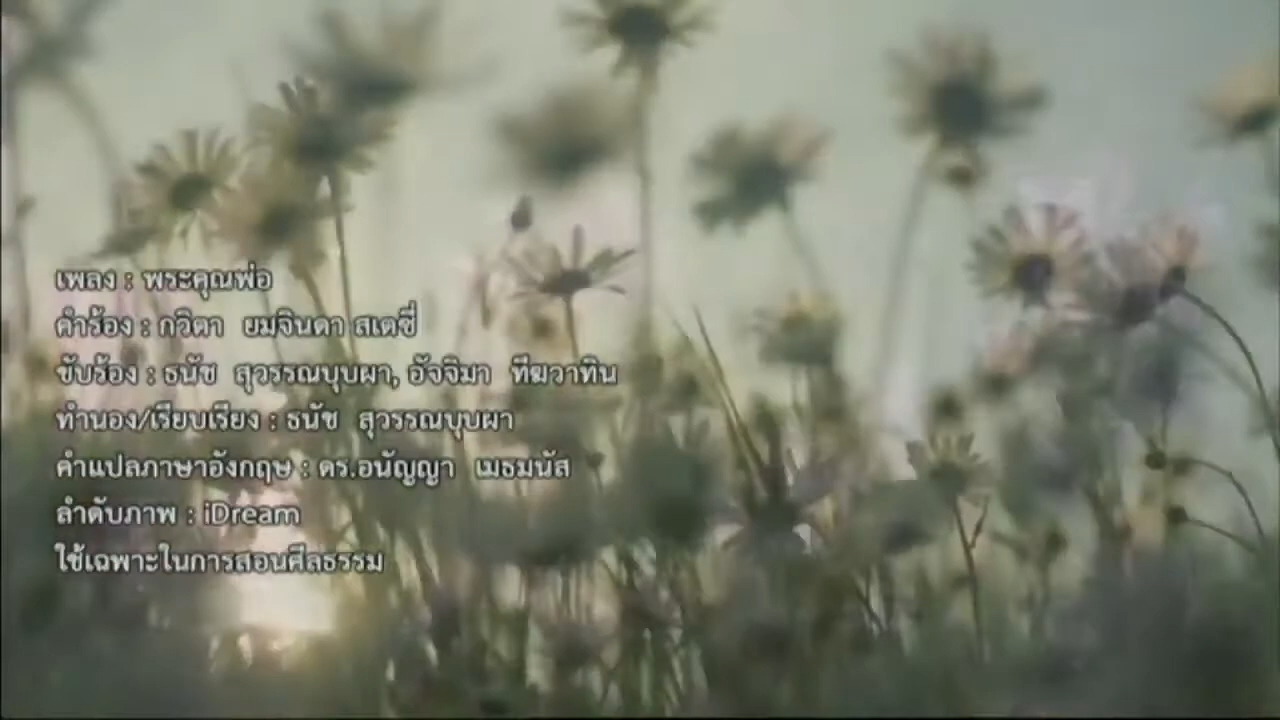 เพลง : พระคุณพ่อ
คำร้อง : กวิตา ยมจินดา สเตซี่
ขับร้อง : ธนัช สุวรรณบุบผา, อัจจิมา ทีฆวาทิน
ทำนอง/เรียบเรียง : ธนัช สุวรรณบุบผา
คำแปลภาษาอังกฤษ : ดร.อนัญญา เมธมนัส
ลำดับภาพ : iDream
ใช้เฉพาะในการสอนศีลธรรม